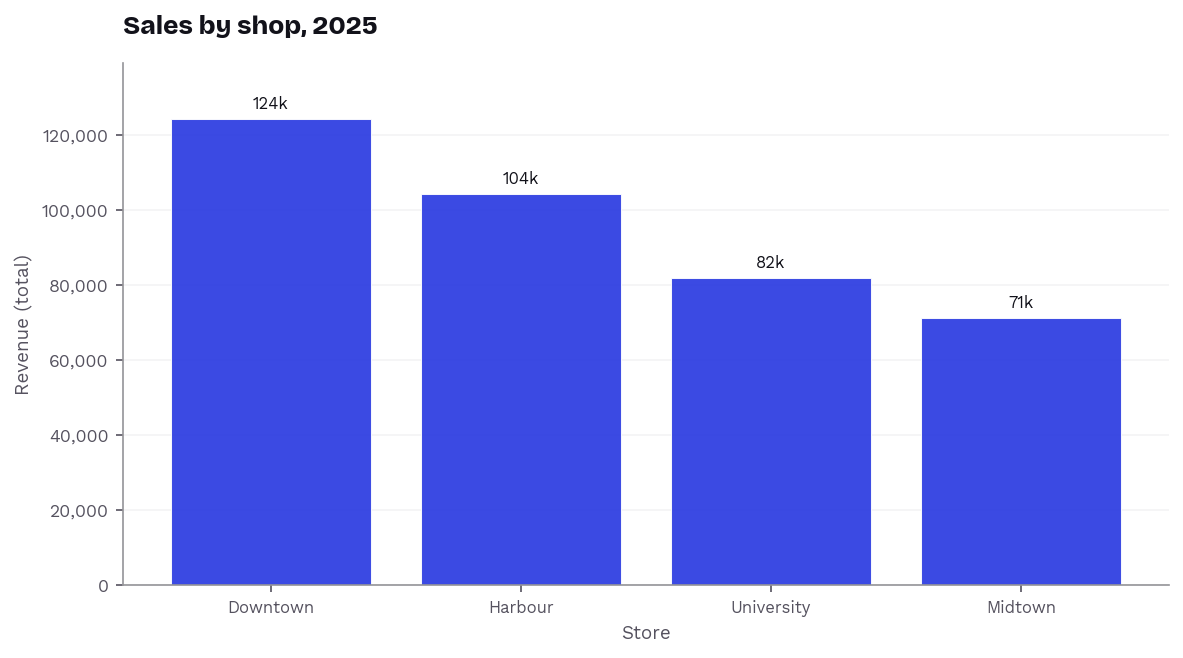 Sales by shop, 2025
124k
104k
82k
71k
120,000
100,000
80,000
60,000
40,000
20,000
0
Revenue (total)
Downtown
Harbour
University
Midtown
Store